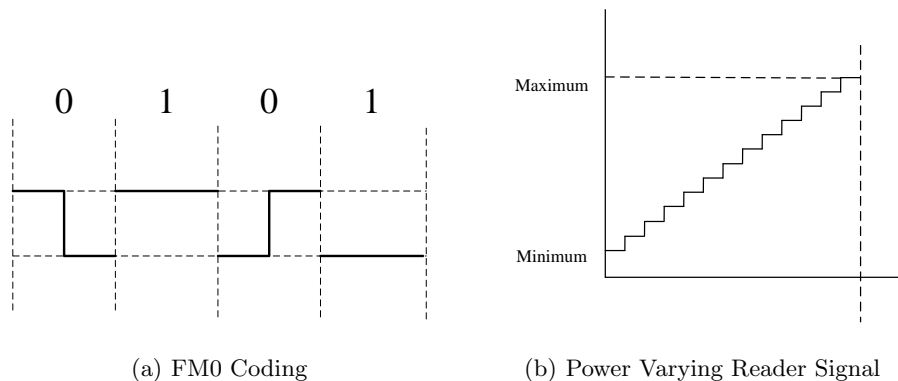 0 1 0 1
Maximum
Minimum
(a) FM0 Coding
(b) Power Varying Reader Signal